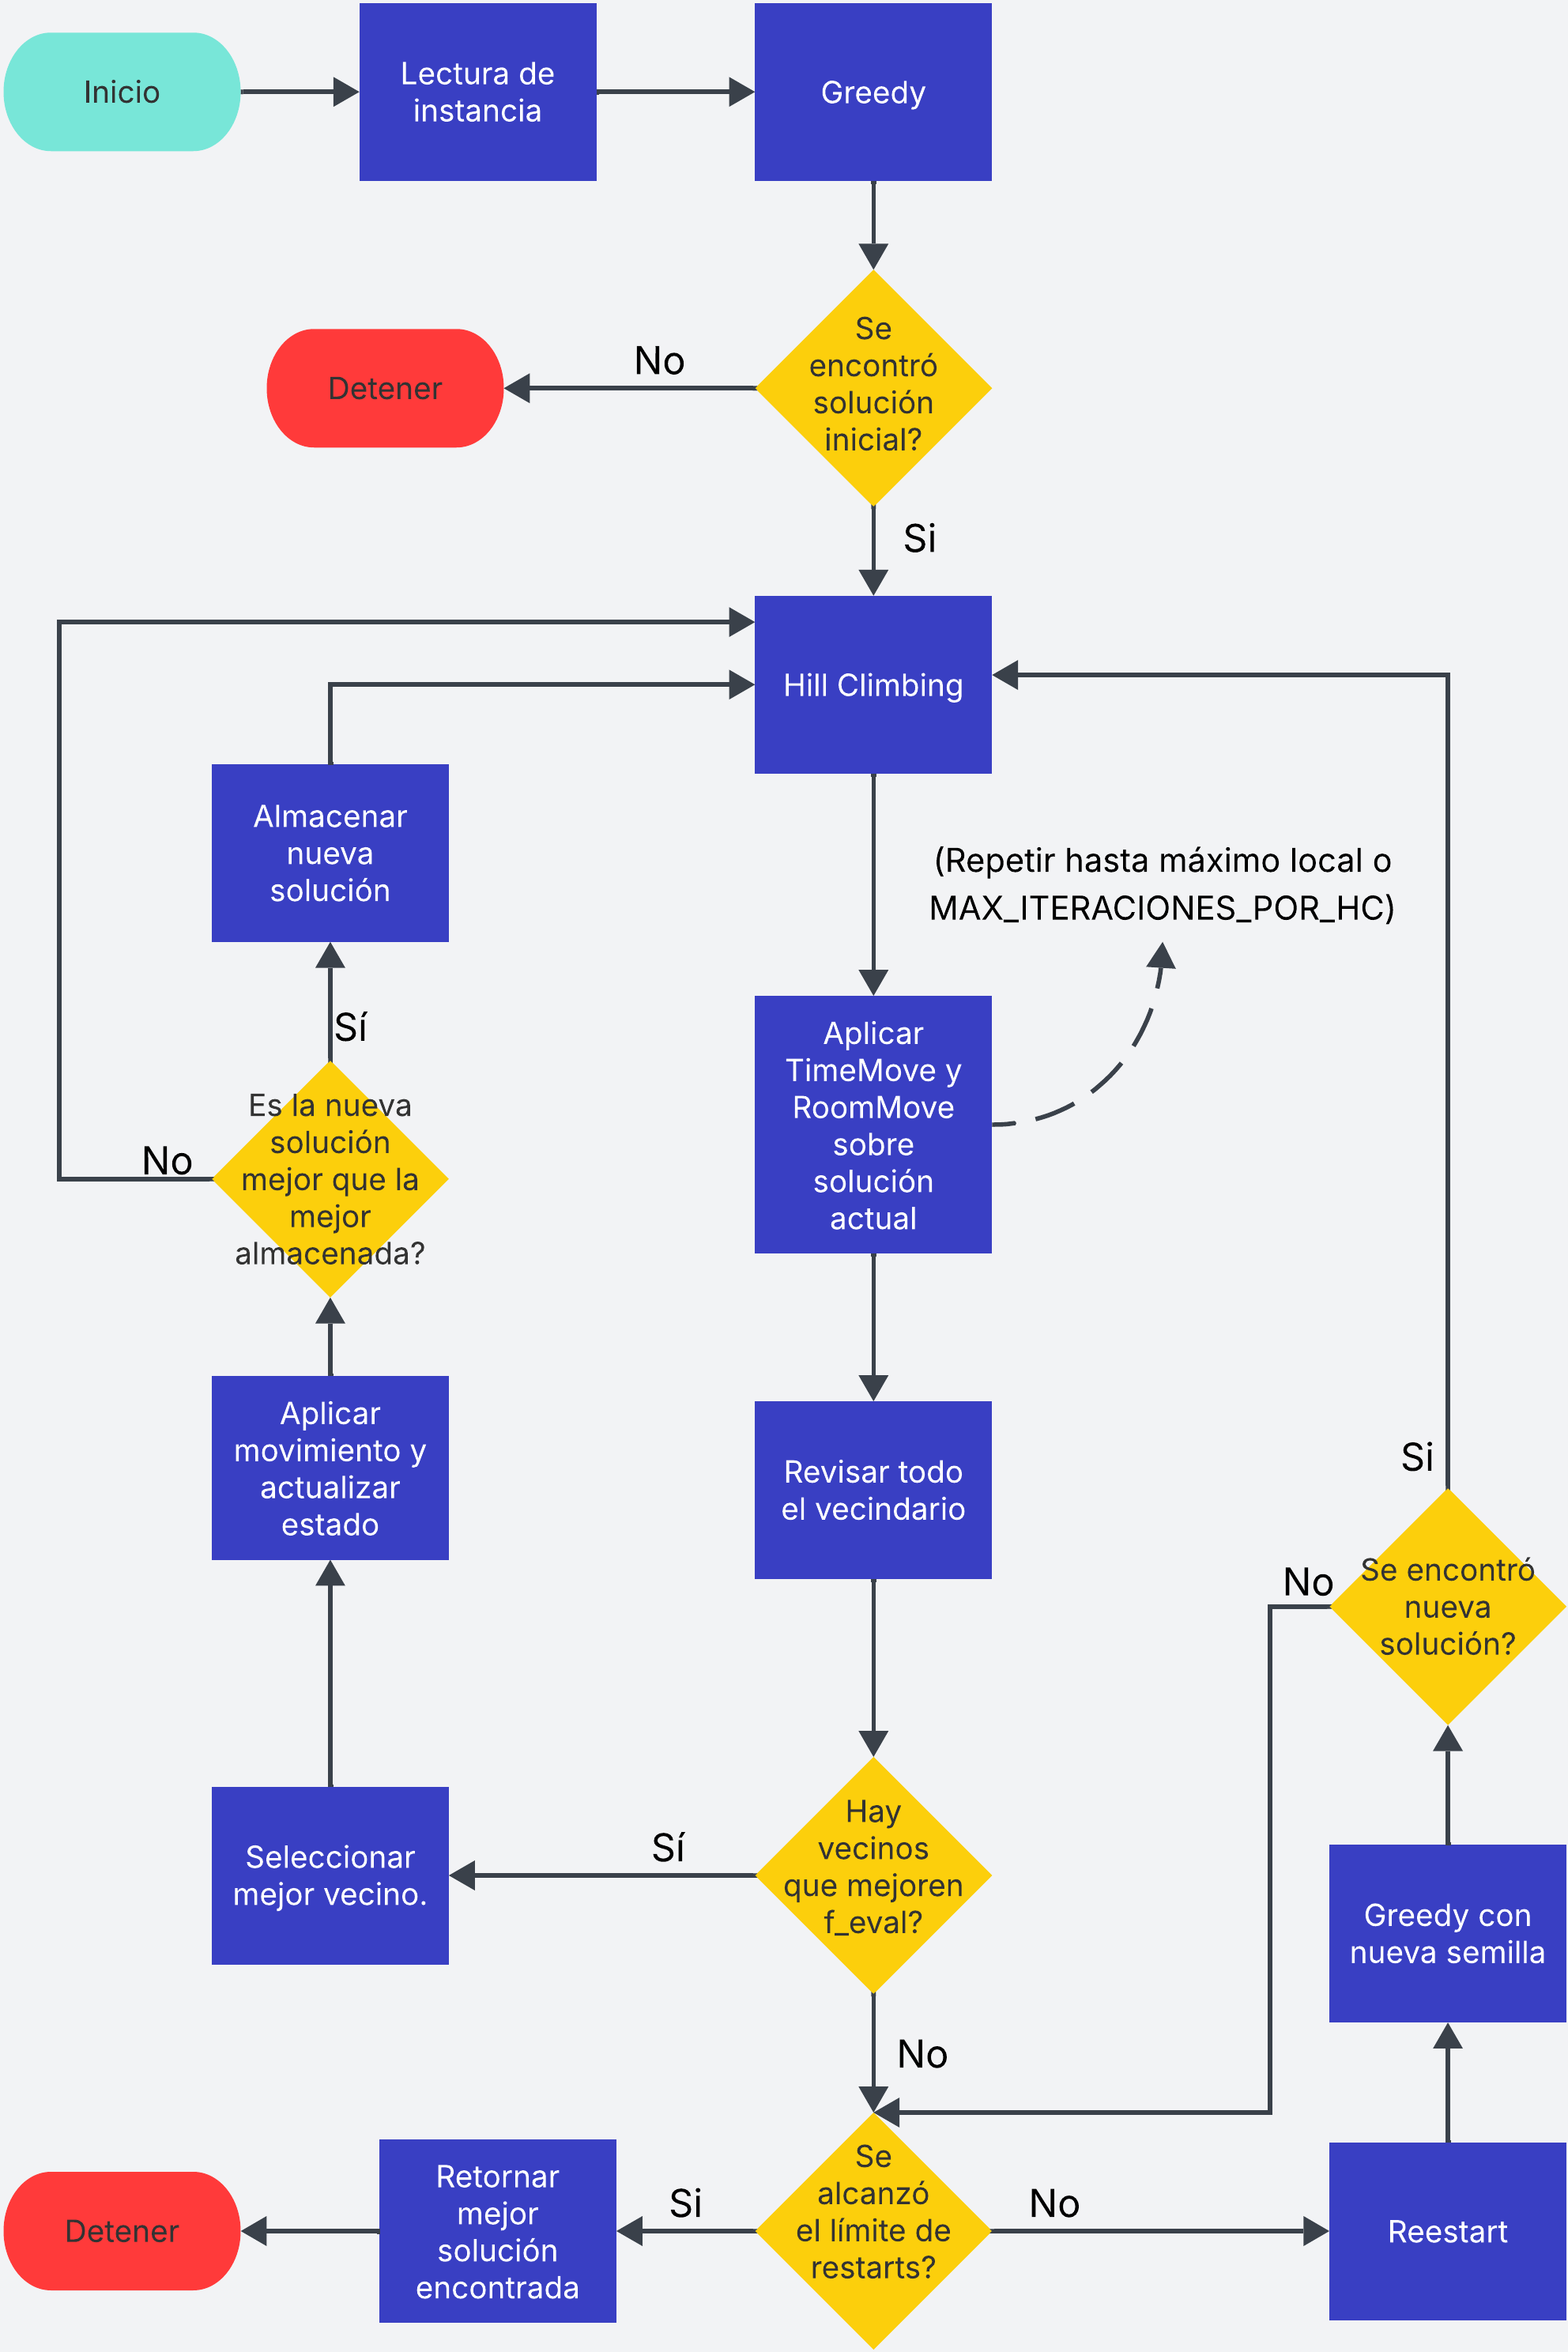 Inicio
Lectura de
instancia
Greedy
Se
encontró
solución
inicial?
No
Detener
Si
Hill Climbing
Almacenar
nueva
solución
(Repetir hasta máximo local o
MAX_ITERACIONES_POR_HC)
Sí
Aplicar
TimeMove y
RoomMove
sobre
solución
actual
Es la nueva
solución
mejor que la
mejor
almacenada?
No
Aplicar
movimiento y
actualizar
estado
Revisar todo
el vecindario
Si
Se encontró
nueva
solución?
No
Hay
vecinos
que mejoren
f_eval?
Sí
Seleccionar
mejor vecino.
Greedy con
nueva semilla
No
Se
alcanzó
el límite de
restarts?
Si
Retornar
mejor
solución
encontrada
Detener
No
Reestart